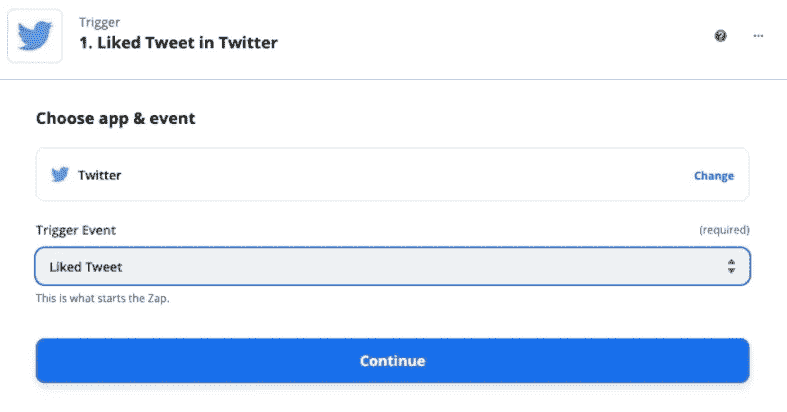 Trigger
1. Liked Tweet in Twitter
Choose app & event
Twitter
Change
Trigger Event
(required)
Liked Tweet
This is what starts the Zap.
Continue